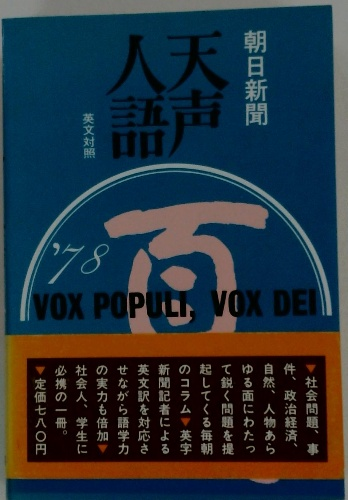 朝日新聞
天声
人語
英文対照
'78
百
VOX POPULI, VOX DEI
▼社会問題、事
件、政治経済、
自然、人物あら
ゆる面にわたっ
て鋭く問題を提
起してくる毎朝
のコラム▼英字
新聞記者による
英文訳を対応さ
せながら語学力
の実力も倍加▼
社会人、学生に
必携の一冊。
▼定価七八〇円